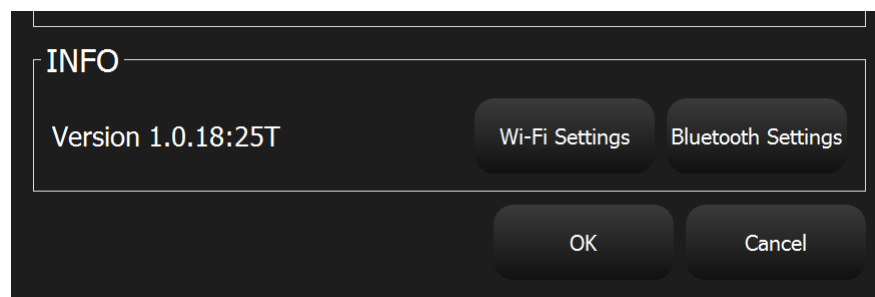 INFO
Version 1.0.18:25T
Wi-Fi Settings
Bluetooth Settings
OK
Cancel